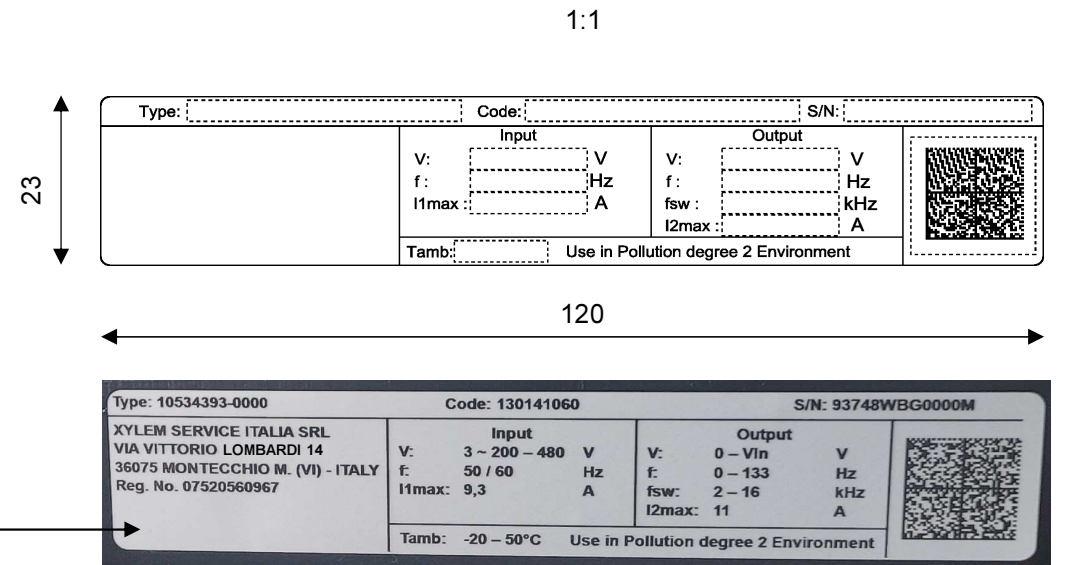 1:1
Type: Code: S/N:
Input
V: V
f : Hz
I1max : A
Output
V: V
f : Hz
fsw : kHz
I2max : A
Tamb: Use in Pollution degree 2 Environment
23
120
Type: 10534393-0000 Code: 130141060 S/N: 93748WBG0000M
XYLEM SERVICE ITALIA SRL
VIA VITTORIO LOMBARDI 14
36075 MONTECCHIO M. (VI) - ITALY
Reg. No. 07520560967
Input
V: 3 ~ 200 – 480 V
f: 50 / 60 Hz
I1max: 9,3 A
Output
V: 0 – VIn V
f: 0 – 133 Hz
fsw: 2 – 16 kHz
I2max: 11 A
Tamb: -20 – 50°C Use in Pollution degree 2 Environment